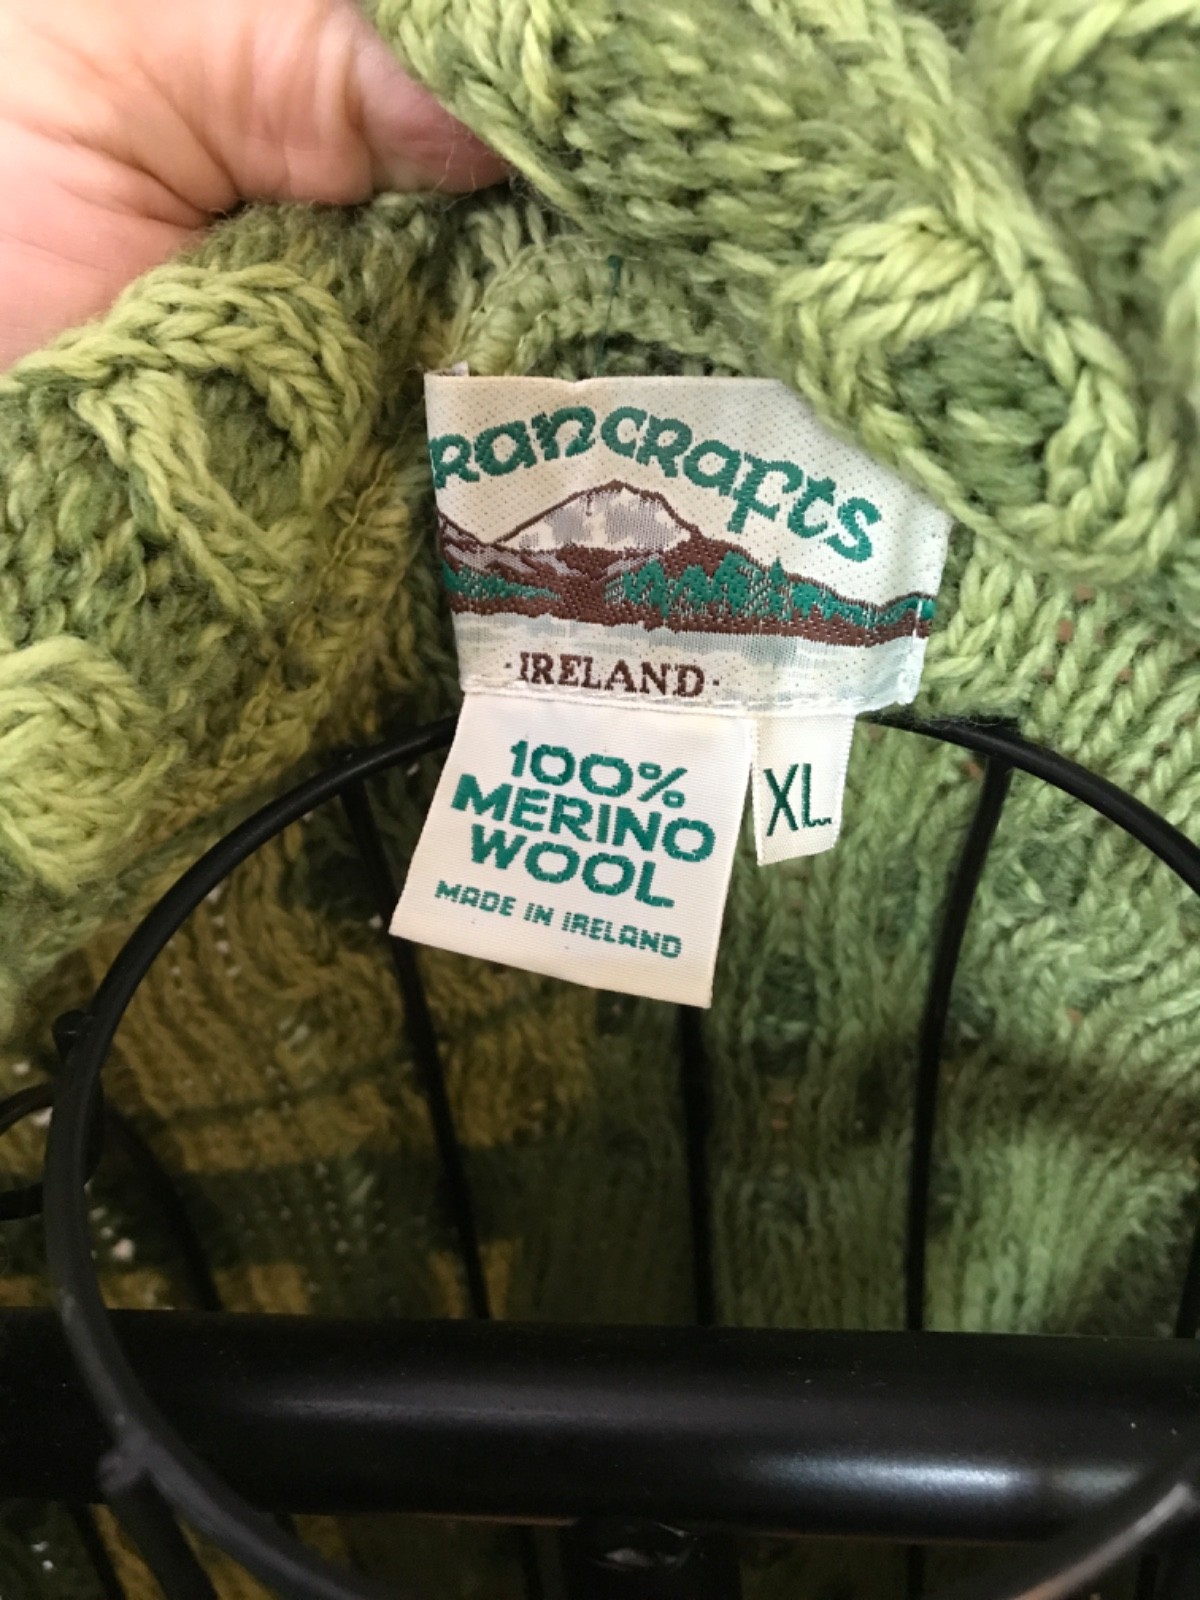 rancrafts
·IRELAND·
100%
MERINO
WOOL
MADE IN IRELAND
XL